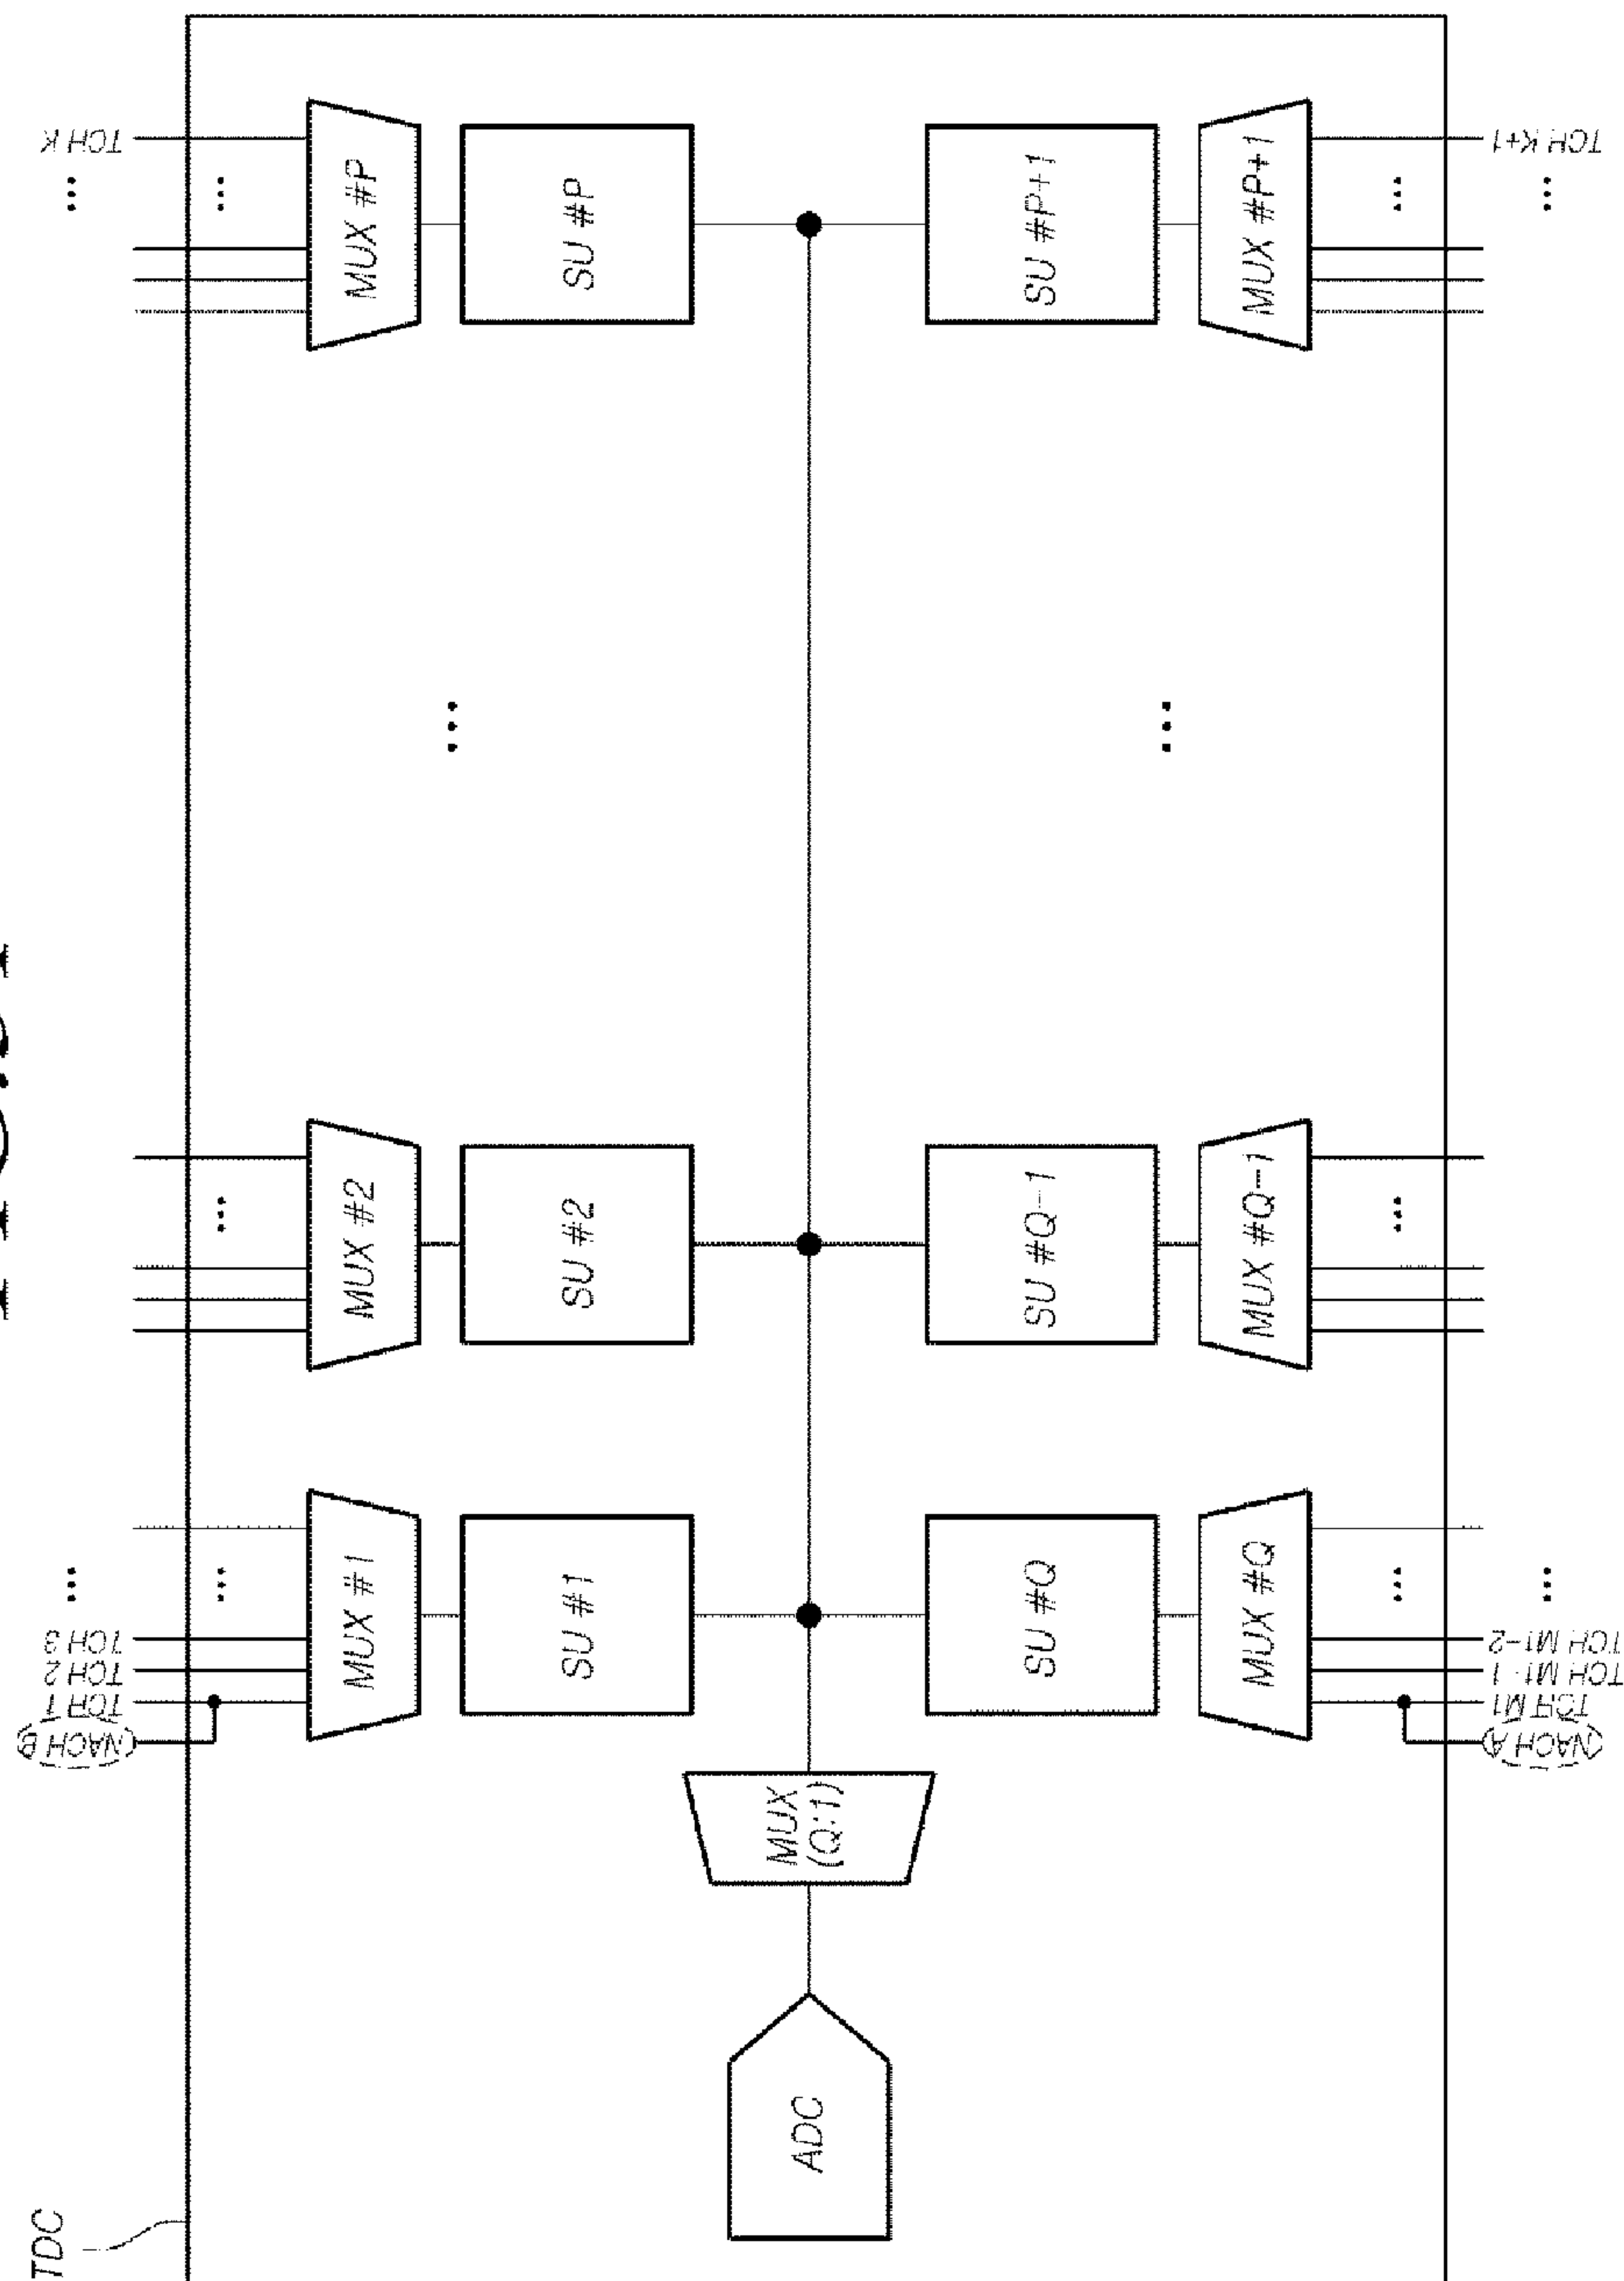 TDC
TCH K
MUX #P
SU #P
SU #P+1
MUX #P+1
TCH K+1
MUX #2
SU #2
SU #Q-1
MUX #Q-1
MUX #1
SU #1
SU #Q
MUX #Q
TCH 3
TCH 2
TCH 1
(NACH B)
TCH M1-2
TCH M1-1
TCH M1
(NACH A)
MUX
(Q:1)
ADC